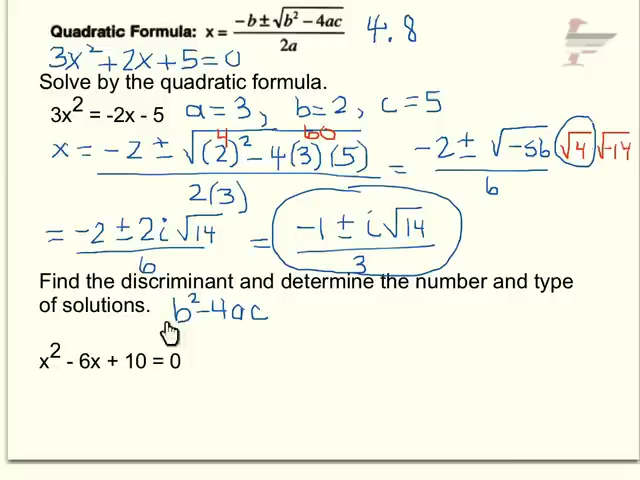 Quadratic Formula: x = (-b ± √(b² - 4ac)) / 2a 4.8
3x² + 2x + 5 = 0
Solve by the quadratic formula.
3x² = -2x - 5 a = 3, b = 2, c = 5
4 60
x = (-2 ± √((2)² - 4(3)(5))) / 2(3) = (-2 ± √-56) / 6 √4 √-14
= (-2 ± 2i√14) / 6 = (-1 ± i√14) / 3
Find the discriminant and determine the number and type
of solutions. b² - 4ac
x² - 6x + 10 = 0